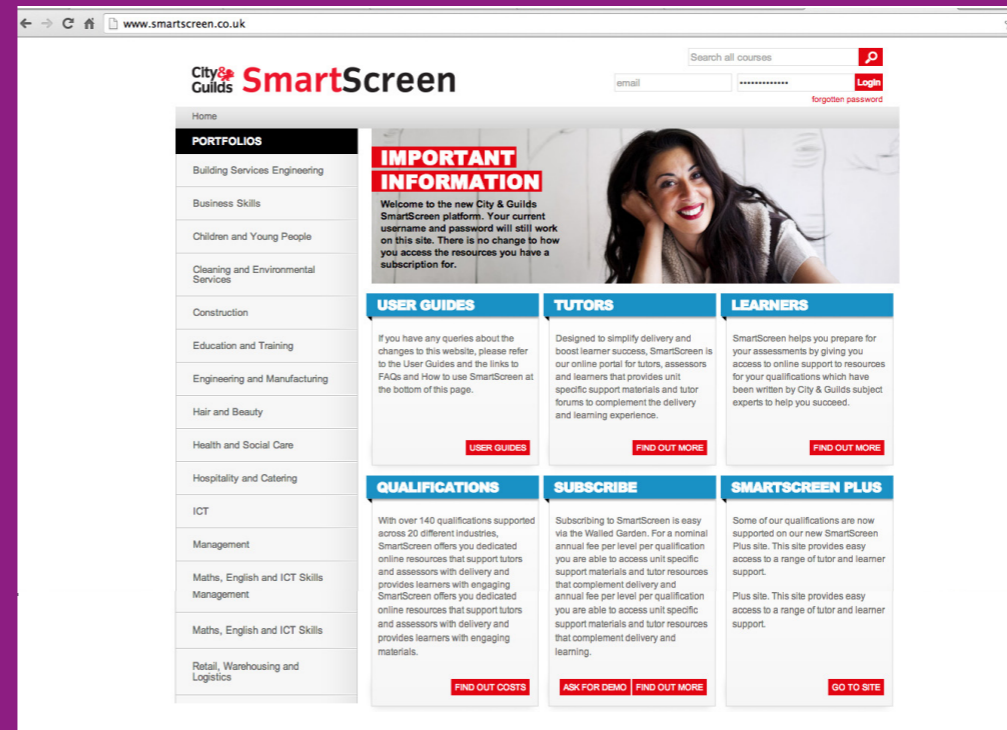 www.smartscreen.co.uk
Search all courses
City & Guilds SmartScreen
email
Login
forgotten password
Home
PORTFOLIOS
Building Services Engineering
Business Skills
Children and Young People
Cleaning and Environmental
Services
Construction
Education and Training
Engineering and Manufacturing
Hair and Beauty
Health and Social Care
Hospitality and Catering
ICT
Management
Maths, English and ICT Skills
Management
Maths, English and ICT Skills
Retail, Warehousing and
Logistics
IMPORTANT
INFORMATION
Welcome to the new City & Guilds
SmartScreen platform. Your current
username and password will still work
on this site. There is no change to how
you access the resources you have a
subscription for.
USER GUIDES
If you have any queries about the
changes to this website, please refer
to the User Guides and the links to
FAQs and How to use SmartScreen at
the bottom of this page.
USER GUIDES
TUTORS
Designed to simplify delivery and
boost learner success, SmartScreen is
our online portal for tutors, assessors
and learners that provides unit
specific support materials and tutor
forums to complement the delivery
and learning experience.
FIND OUT MORE
LEARNERS
SmartScreen helps you prepare for
your assessments by giving you
access to online support to resources
for your qualifications which have
been written by City & Guilds subject
experts to help you succeed.
FIND OUT MORE
QUALIFICATIONS
With over 140 qualifications supported
across 20 different industries,
SmartScreen offers you dedicated
online resources that support tutors
and assessors with delivery and
provides learners with engaging
SmartScreen offers you dedicated
online resources that support tutors
and assessors with delivery and
provides learners with engaging
materials.
FIND OUT COSTS
SUBSCRIBE
Subscribing to SmartScreen is easy
via the Walled Garden. For a nominal
annual fee per level per qualification
you are able to access unit specific
support materials and tutor resources
that complement delivery and
annual fee per level per qualification
you are able to access unit specific
support materials and tutor resources
that complement delivery and
learning.
ASK FOR DEMO FIND OUT MORE
SMARTSCREEN PLUS
Some of our qualifications are now
supported on our new SmartScreen
Plus site. This site provides easy
access to a range of tutor and learner
support.
Plus site. This site provides easy
access to a range of tutor and learner
support.
GO TO SITE